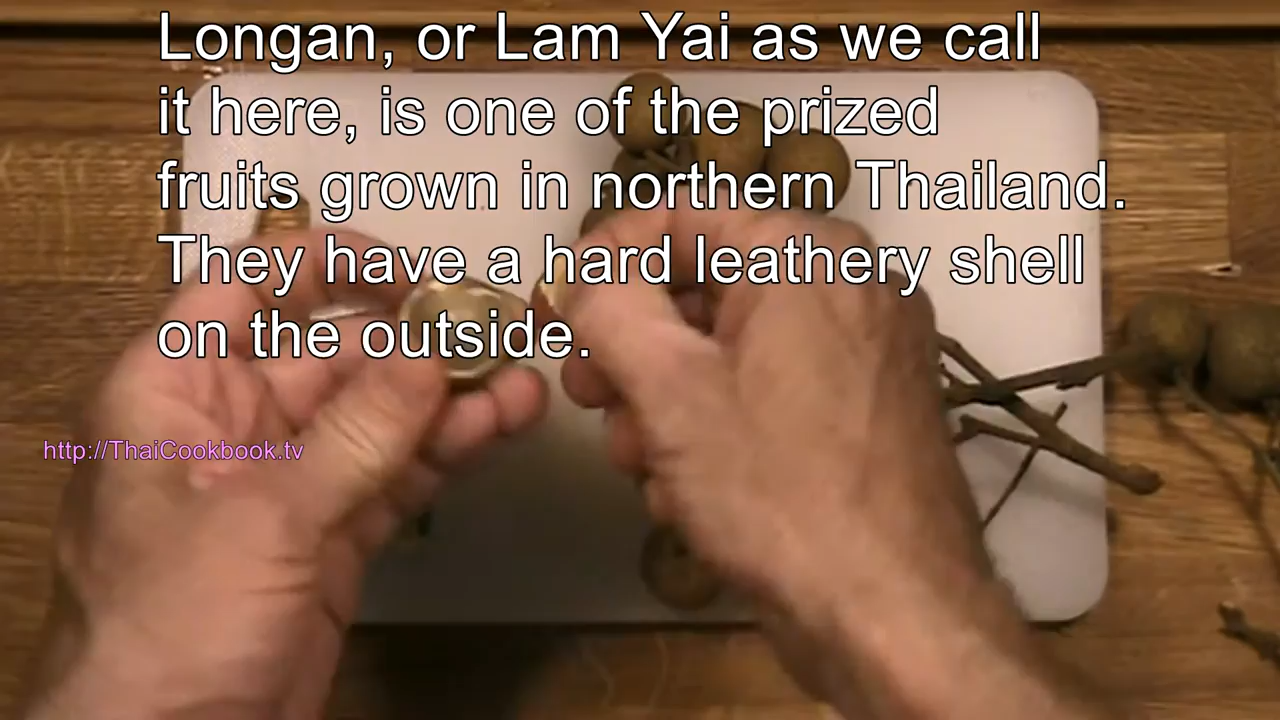 Longan, or Lam Yai as we call
it here, is one of the prized
fruits grown in northern Thailand.
They have a hard leathery shell
on the outside.
http://ThaiCookbook.tv